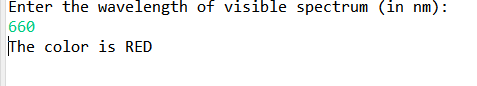 Enter the wavelength of visible spectrum (in nm):
660
The color is RED